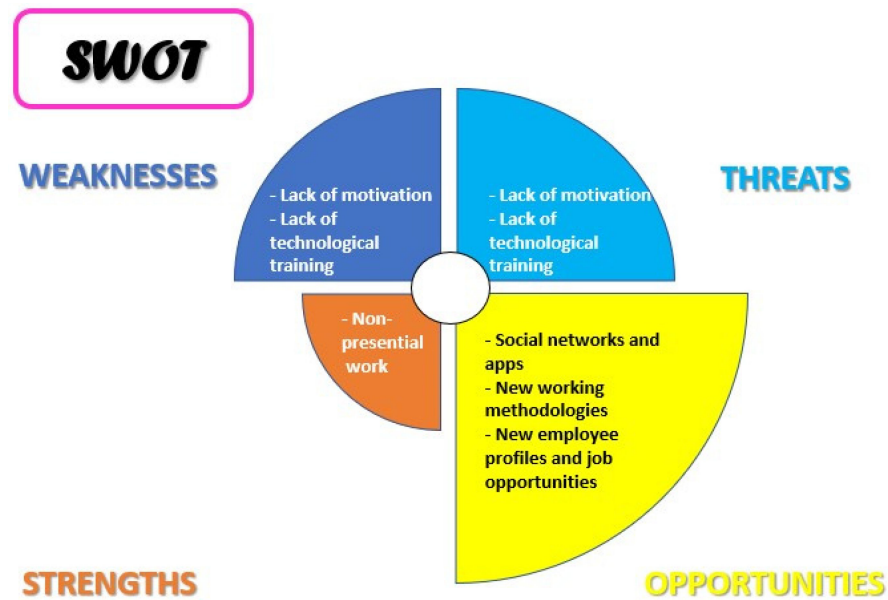 SWOT
WEAKNESSES
- Lack of motivation
- Lack of
technological
training
THREATS
- Lack of motivation
- Lack of
technological
training
- Non-
presential
work
STRENGTHS
- Social networks and
apps
- New working
methodologies
- New employee
profiles and job
opportunities
OPPORTUNITIES